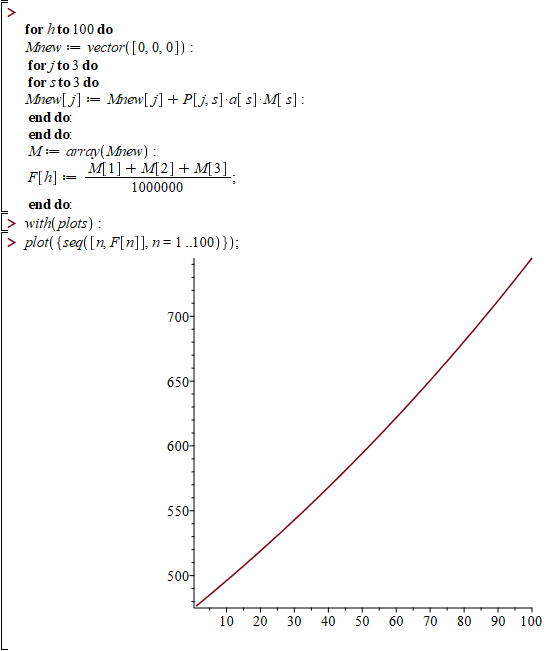 >
for h to 100 do
Mnew := vector([0, 0, 0]) :
for j to 3 do
for s to 3 do
Mnew[j] := Mnew[j] + P[j, s]·a[s]·M[s] :
end do:
end do:
M := array(Mnew) :
F[h] := (M[1] + M[2] + M[3])/1000000;
end do:
> with(plots) :
> plot({seq([n, F[n]], n = 1 ..100)});
700
650
600
550
500
10 20 30 40 50 60 70 80 90 100